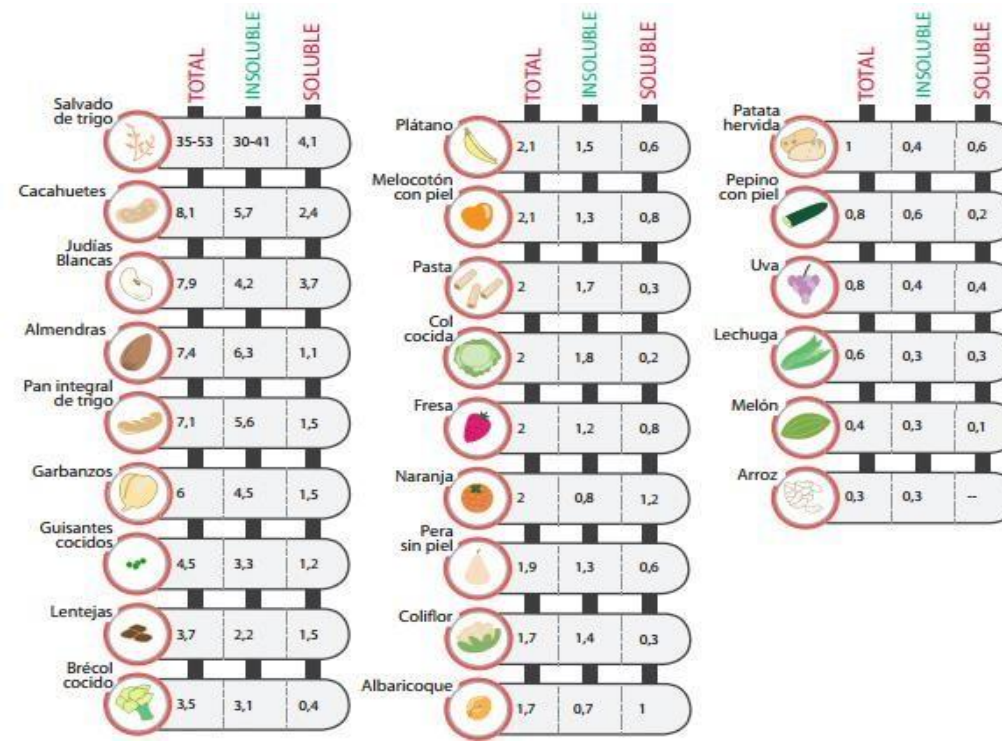 TOTAL INSOLUBLE SOLUBLE
Salvado
de trigo
35-53 30-41 4,1
Cacahuetes
8,1 5,7 2,4
Judías
Blancas
7,9 4,2 3,7
Almendras
7,4 6,3 1,1
Pan integral
de trigo
7,1 5,6 1,5
Garbanzos
6 4,5 1,5
Guisantes
cocidos
4,5 3,3 1,2
Lentejas
3,7 2,2 1,5
Brécol
cocido
3,5 3,1 0,4
TOTAL INSOLUBLE SOLUBLE
Plátano
2,1 1,5 0,6
Melocotón
con piel
2,1 1,3 0,8
Pasta
2 1,7 0,3
Col
cocida
2 1,8 0,2
Fresa
2 1,2 0,8
Naranja
2 0,8 1,2
Pera
sin piel
1,9 1,3 0,6
Coliflor
1,7 1,4 0,3
Albaricoque
1,7 0,7 1
TOTAL INSOLUBLE SOLUBLE
Patata
hervida
1 0,4 0,6
Pepino
con piel
0,8 0,6 0,2
Uva
0,8 0,4 0,4
Lechuga
0,6 0,3 0,3
Melón
0,4 0,3 0,1
Arroz
0,3 0,3 --